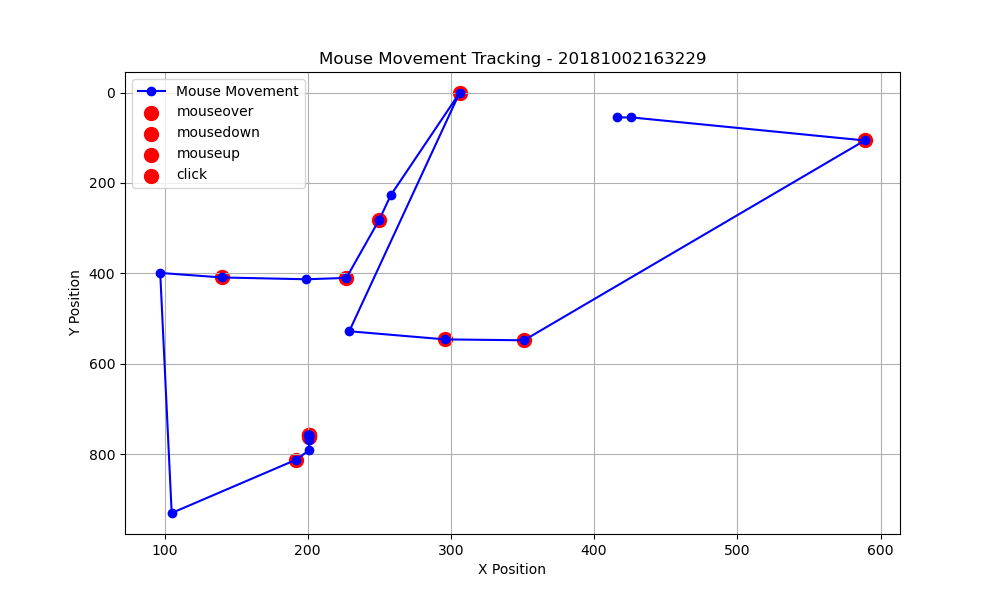 Mouse Movement Tracking - 20181002163229
Mouse Movement
mouseover
mousedown
mouseup
click
0
200
400
600
800
Y Position
100
200
300
400
500
600
X Position